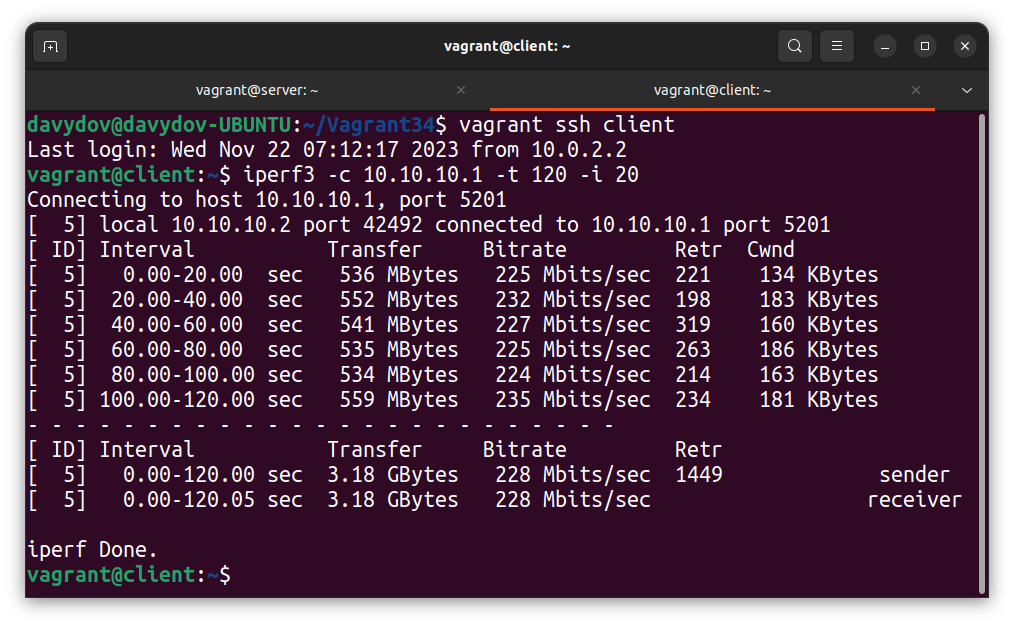 vagrant@client: ~
vagrant@server: ~
vagrant@client: ~
davydov@davydov-UBUNTU:~/Vagrant34$ vagrant ssh client
Last login: Wed Nov 22 07:12:17 2023 from 10.0.2.2
vagrant@client:~$ iperf3 -c 10.10.10.1 -t 120 -i 20
Connecting to host 10.10.10.1, port 5201
[  5] local 10.10.10.2 port 42492 connected to 10.10.10.1 port 5201
[ ID] Interval           Transfer     Bitrate         Retr  Cwnd
[  5]   0.00-20.00  sec   536 MBytes   225 Mbits/sec  221    134 KBytes
[  5]  20.00-40.00  sec   552 MBytes   232 Mbits/sec  198    183 KBytes
[  5]  40.00-60.00  sec   541 MBytes   227 Mbits/sec  319    160 KBytes
[  5]  60.00-80.00  sec   535 MBytes   225 Mbits/sec  263    186 KBytes
[  5]  80.00-100.00 sec   534 MBytes   224 Mbits/sec  214    163 KBytes
[  5] 100.00-120.00 sec   559 MBytes   235 Mbits/sec  234    181 KBytes
- - - - - - - - - - - - - - - - - - - - - - - - -
[ ID] Interval           Transfer     Bitrate         Retr
[  5]   0.00-120.00 sec  3.18 GBytes   228 Mbits/sec  1449             sender
[  5]   0.00-120.05 sec  3.18 GBytes   228 Mbits/sec                  receiver
iperf Done.
vagrant@client:~$